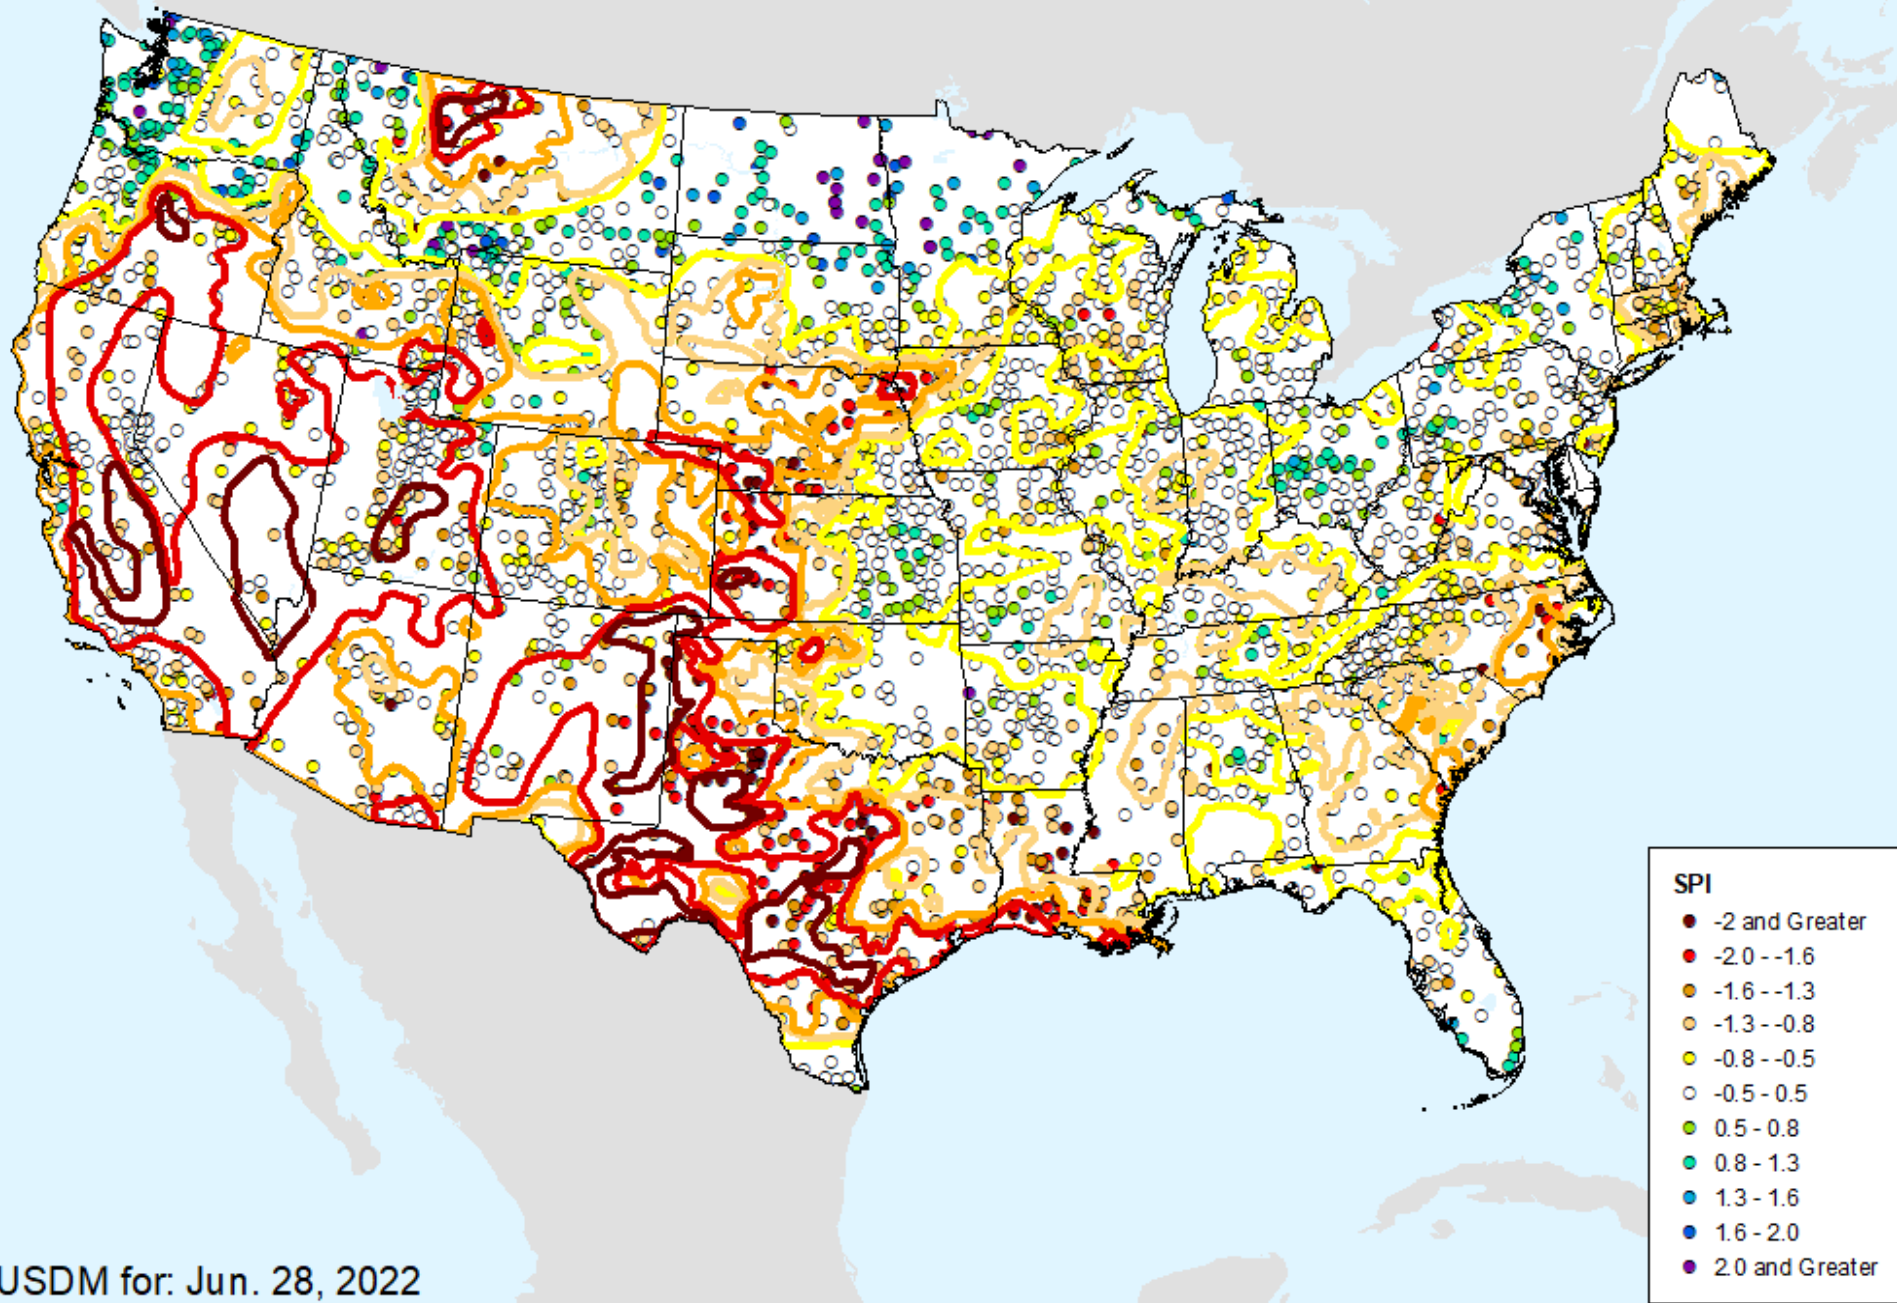 SPI
-2 and Greater
-2.0 - -1.6
-1.6 - -1.3
-1.3 - -0.8
-0.8 - -0.5
-0.5 - 0.5
0.5 - 0.8
0.8 - 1.3
1.3 - 1.6
1.6 - 2.0
2.0 and Greater
USDM for: Jun. 28, 2022